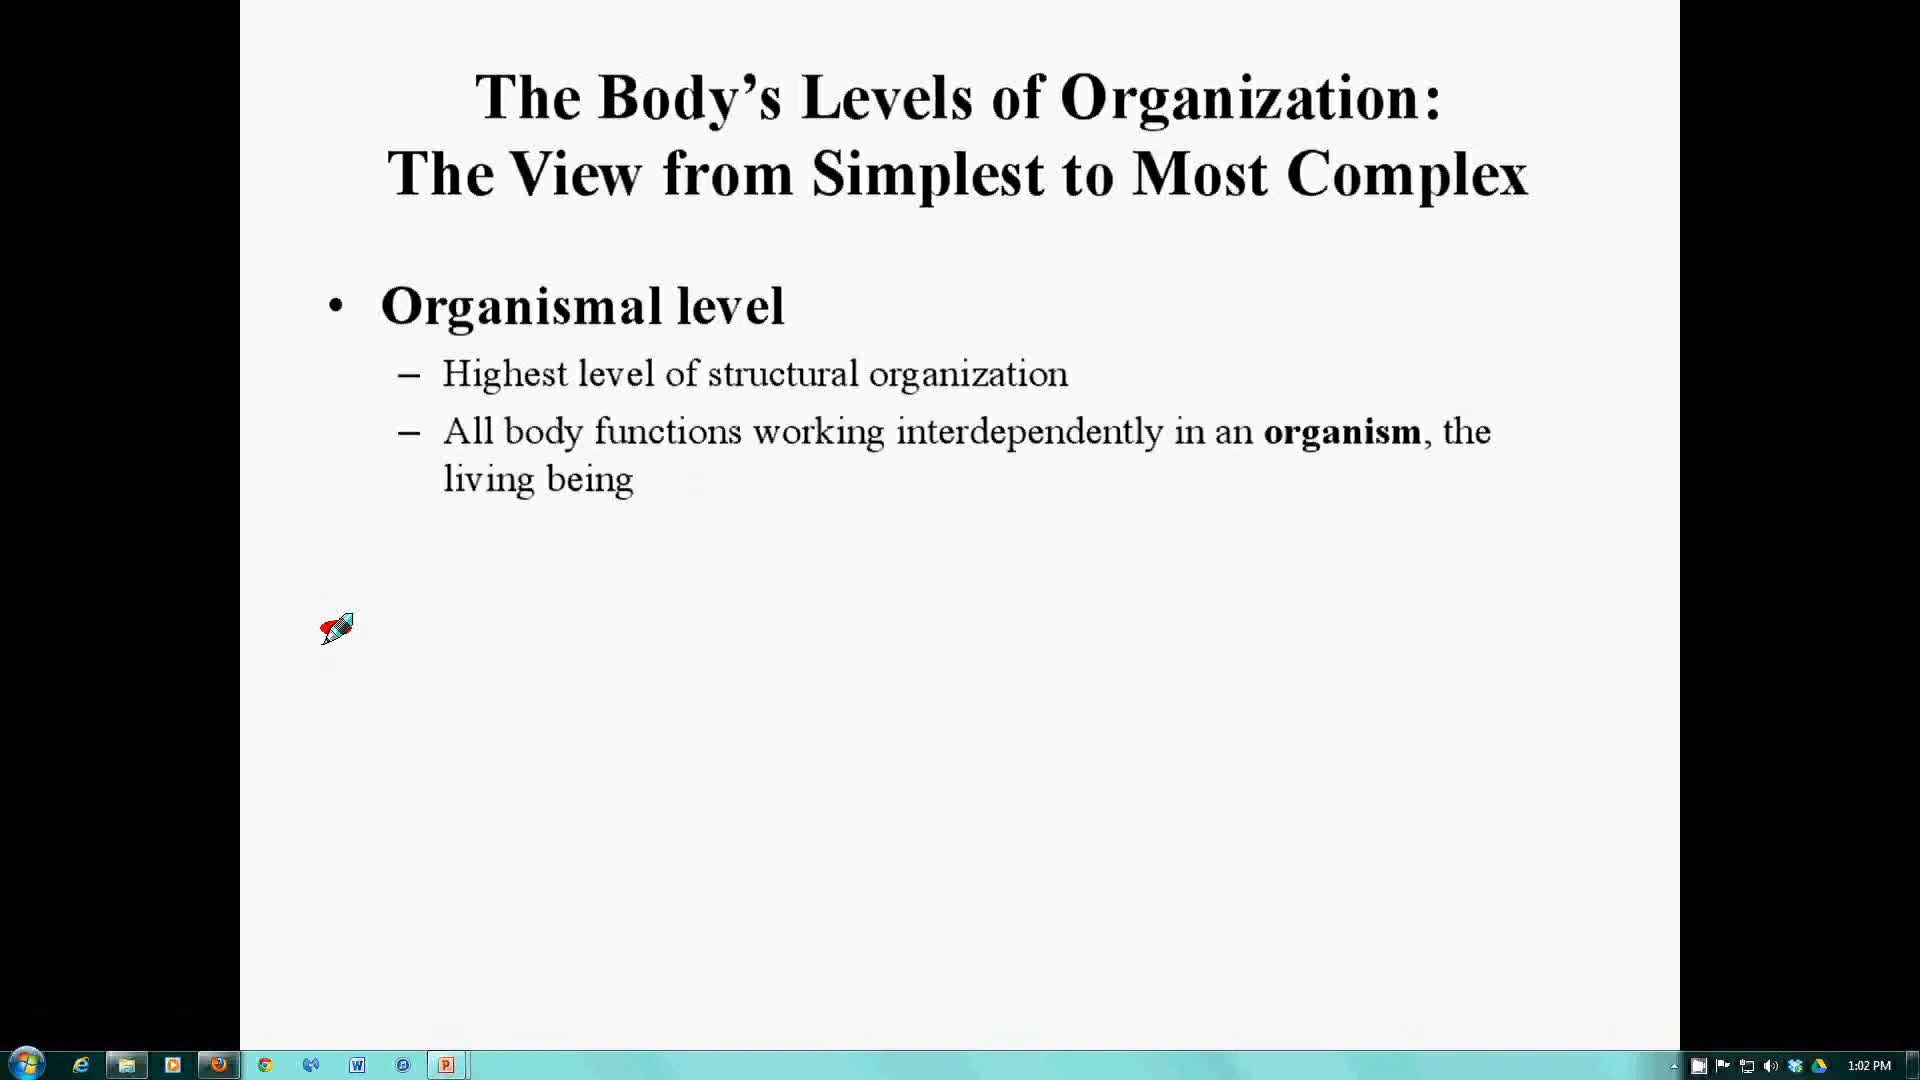 The Body’s Levels of Organization:
The View from Simplest to Most Complex
• Organismal level
– Highest level of structural organization
– All body functions working interdependently in an organism, the
living being
1:02 PM